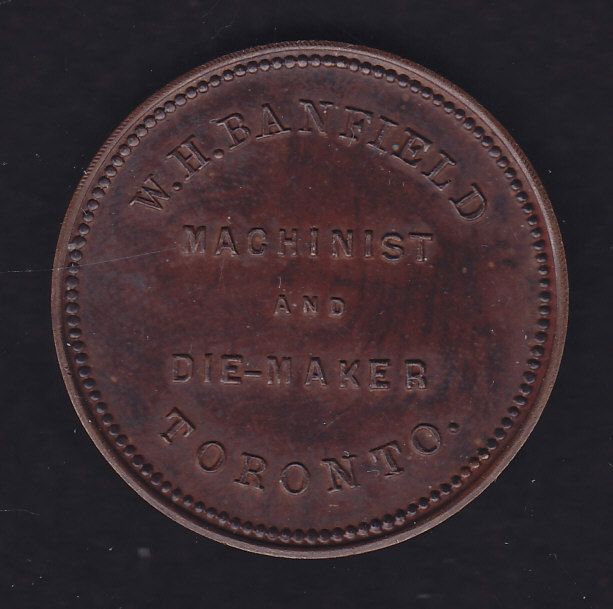 W.H.BANFIELD
MACHINIST
AND
DIE-MAKER
TORONTO.